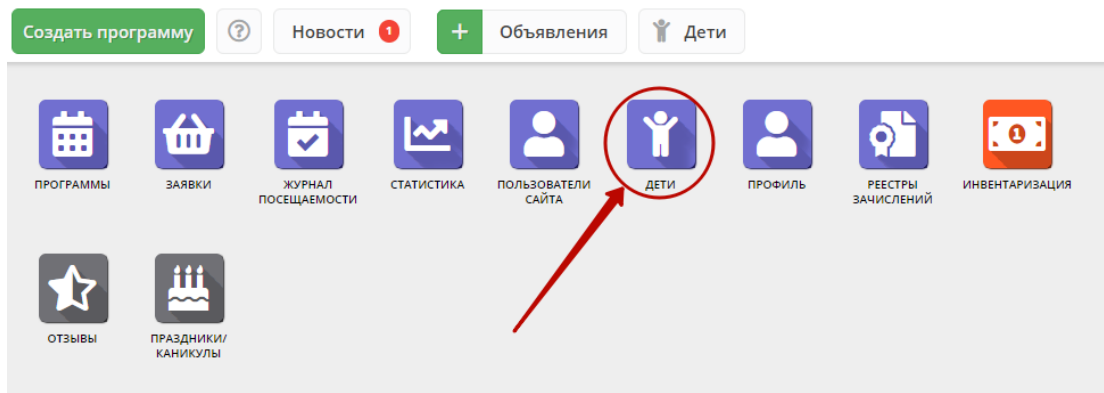 Создать программу ? Новости 1 + Объявления Дети
ПРОГРАММЫ ЗАЯВКИ ЖУРНАЛ СТАТИСТИКА ПОЛЬЗОВАТЕЛИ ДЕТИ ПРОФИЛЬ РЕЕСТРЫ ИНВЕНТАРИЗАЦИЯ
ПОСЕЩАЕМОСТИ САЙТА ЗАЧИСЛЕНИЙ
ОТЗЫВЫ ПРАЗДНИКИ/
КАНИКУЛЫ